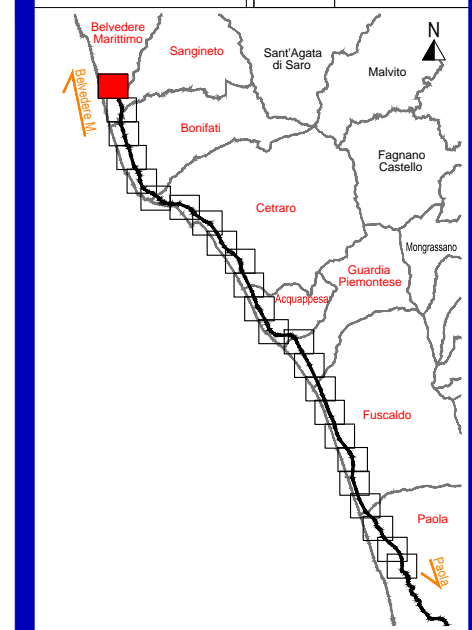 Belvedere
Marittimo
N
Sangineto
Sant'Agata
di Saro
Malvito
Belvedere M.
Bonifati
Fagnano
Castello
Cetraro
Mongrassano
Guardia
Piemontese
Acquappesa
Fuscaldo
Paola
Paola